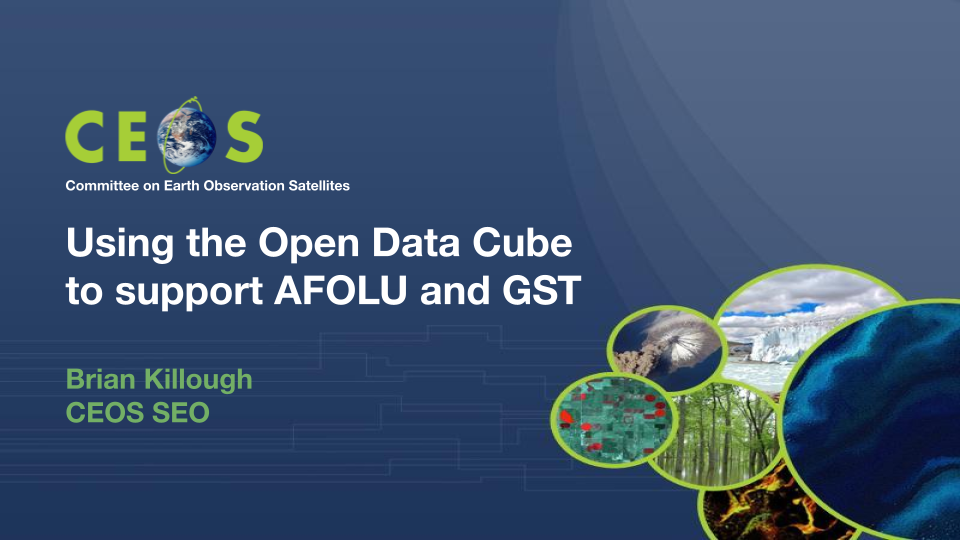 CEOS
Committee on Earth Observation Satellites
Using the Open Data Cube
to support AFOLU and GST
Brian Killough
CEOS SEO